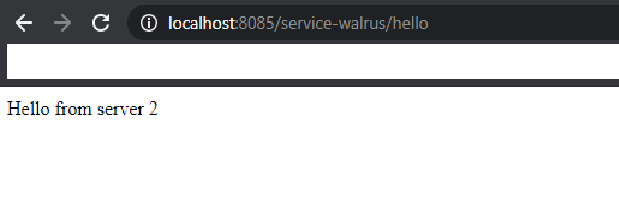 localhost:8085/service-walrus/hello
Hello from server 2